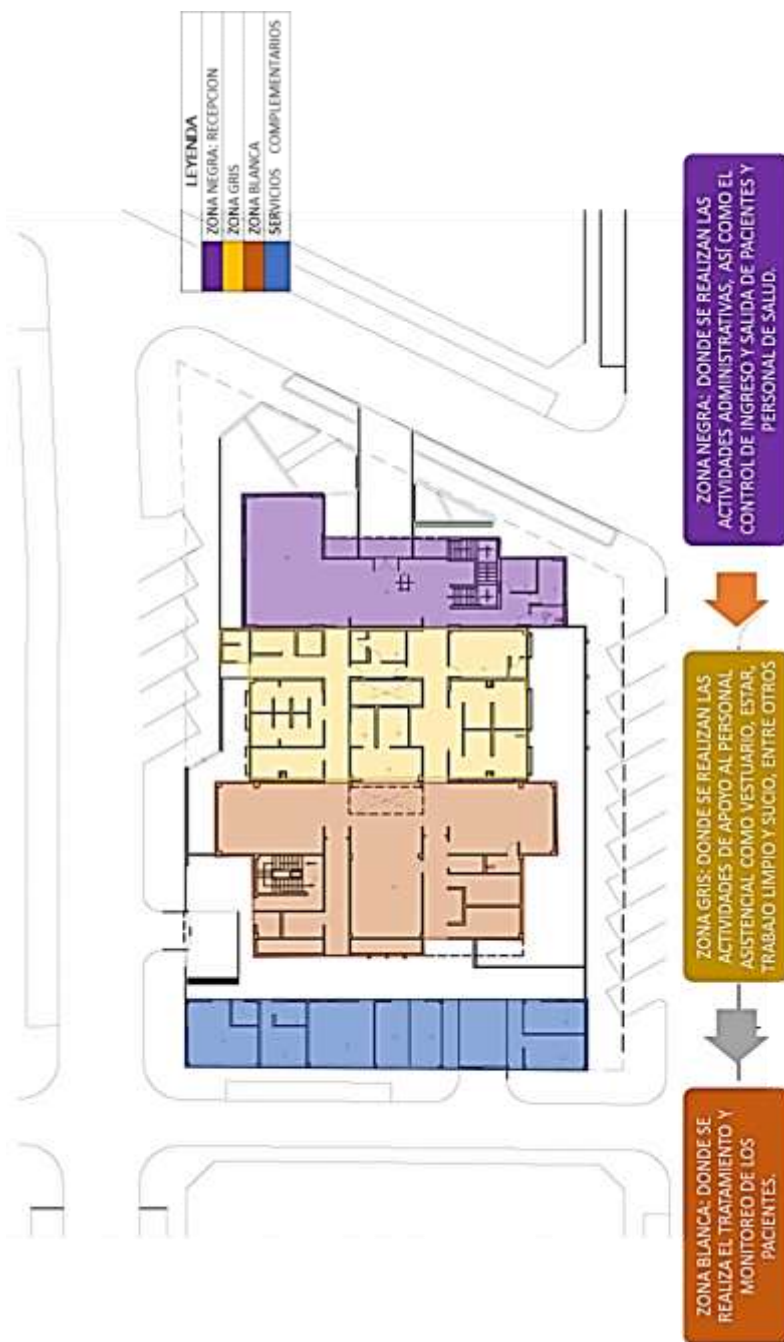 LEYENDA
ZONA NEGRA: RECEPCION
ZONA GRIS
ZONA BLANCA
SERVICIOS COMPLEMENTARIOS
ZONA BLANCA: DONDE SE
REALIZA EL TRATAMIENTO Y
MONITOREO DE LOS
PACIENTES.
ZONA GRIS: DONDE SE REALIZAN LAS
ACTIVIDADES DE APOYO AL PERSONAL
ASISTENCIAL COMO VESTUARIO, ESTAR,
TRABAJO LIMPIO Y SUCIO, ENTRE OTROS
ZONA NEGRA: DONDE SE REALIZAN LAS
ACTIVIDADES ADMINISTRATIVAS, ASÍ COMO EL
CONTROL DE INGRESO Y SALIDA DE PACIENTES Y
PERSONAL DE SALUD.